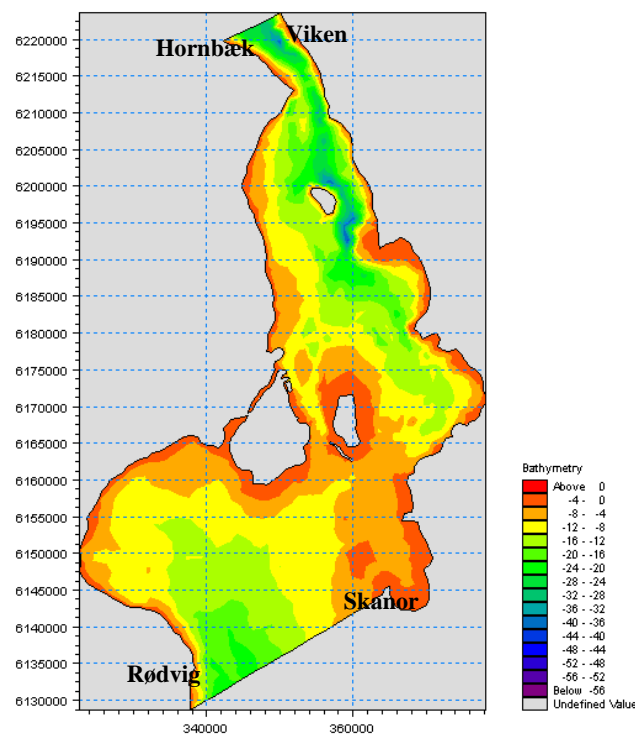 Hornbæk
Viken
Skanor
Rødvig
6220000
6215000
6210000
6205000
6200000
6195000
6190000
6185000
6180000
6175000
6170000
6165000
6160000
6155000
6150000
6145000
6140000
6135000
6130000
340000 360000
Bathymetry
Above 0
-4 - 0
-8 - -4
-12 - -8
-16 - -12
-20 - -16
-24 - -20
-28 - -24
-32 - -28
-36 - -32
-40 - -36
-44 - -40
-48 - -44
-52 - -48
-56 - -52
Below -56
Undefined Value